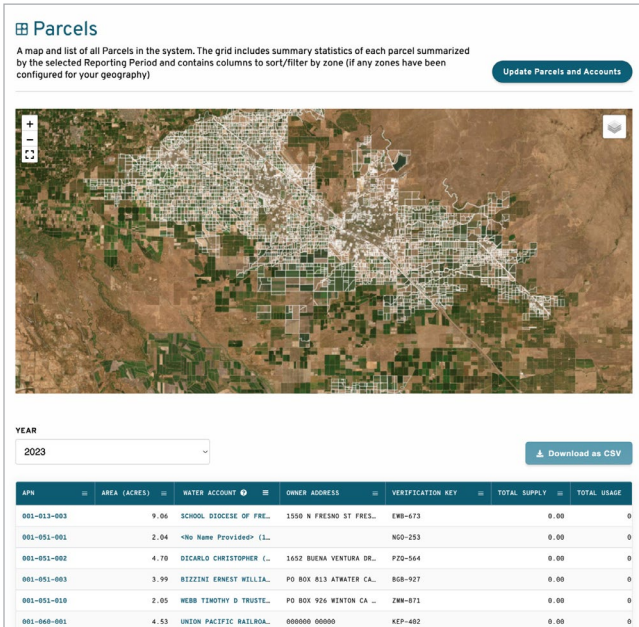 Parcels
A map and list of all Parcels in the system. The grid includes summary statistics of each parcel summarized
by the selected Reporting Period and contains columns to sort/filter by zone (if any zones have been
configured for your geography)
Update Parcels and Accounts
+
−
YEAR
2023
Download as CSV
APN AREA (ACRES) WATER ACCOUNT ? OWNER ADDRESS VERIFICATION KEY TOTAL SUPPLY TOTAL USAGE
001-013-003 9.06 SCHOOL DIOCESE OF FRE… 1550 N FRESNO ST FRES… EWB-673 0.00 0
001-051-001 2.04 <No Name Provided> (1… NGO-253 0.00 0
001-051-002 4.70 DICARLO CHRISTOPHER (… 1652 BUENA VENTURA DR… PZQ-564 0.00 0
001-051-003 3.99 BIZZINI ERNEST WILLIA… PO BOX 813 ATWATER CA… BGB-927 0.00 0
001-051-010 2.05 WEBB TIMOTHY D TRUSTE… PO BOX 926 WINTON CA … ZMW-871 0.00 0
001-060-001 4.53 UNION PACIFIC RAILROA… 000000 00000 KEP-402 0.00 0